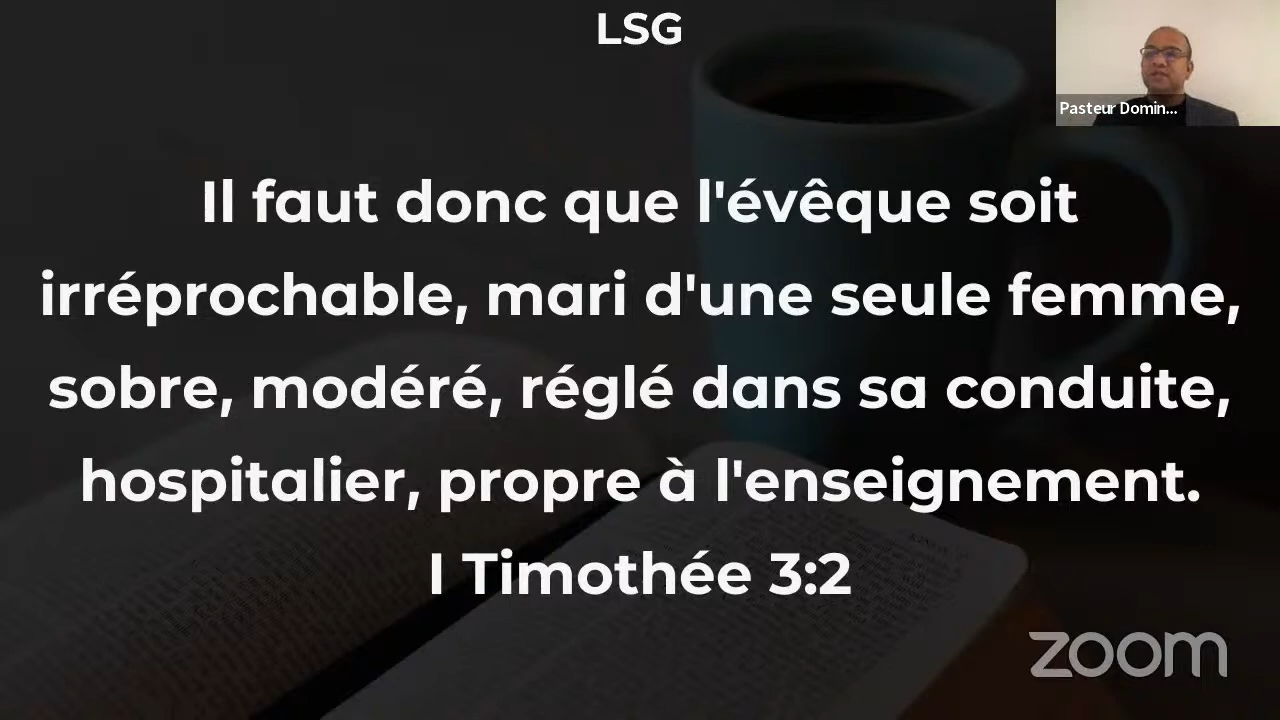 LSG
Pasteur Domin...
Il faut donc que l'évêque soit
irréprochable, mari d'une seule femme,
sobre, modéré, réglé dans sa conduite,
hospitalier, propre à l'enseignement.
I Timothée 3:2
zoom